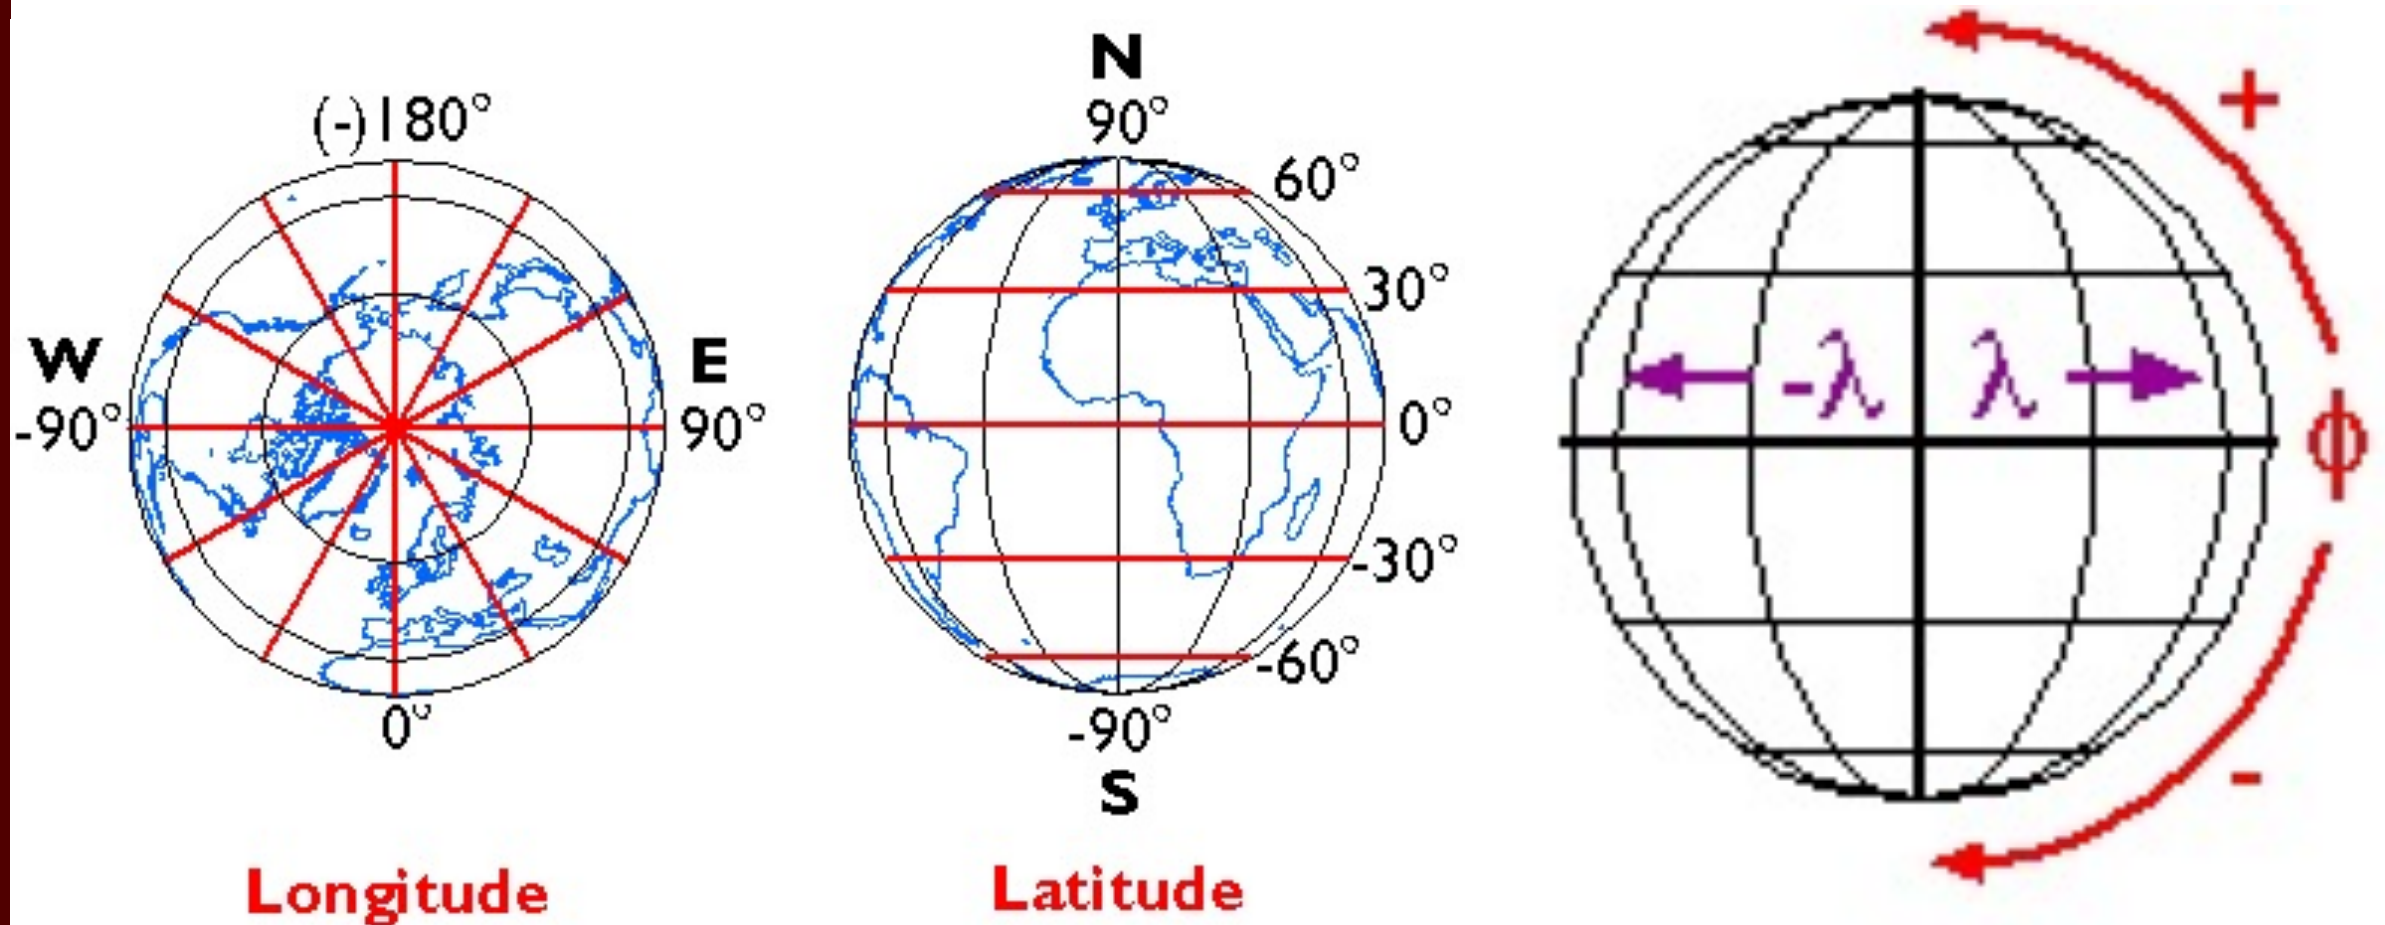 (-)180°
W
-90°
E
90°
0°
Longitude
N
90°
60°
30°
0°
-30°
-60°
-90°
S
Latitude
+
-λ
λ
ϕ
-